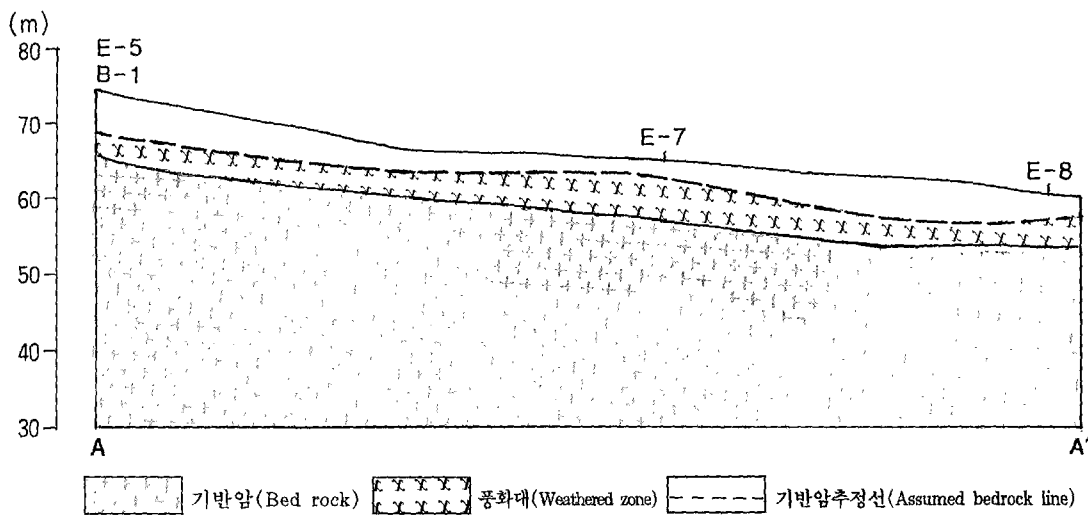 (m)
80
70
60
50
40
30
E-5
B-1
E-7
E-8
A
A'
기반암(Bed rock)
풍화대(Weathered zone)
기반암추정선(Assumed bedrock line)